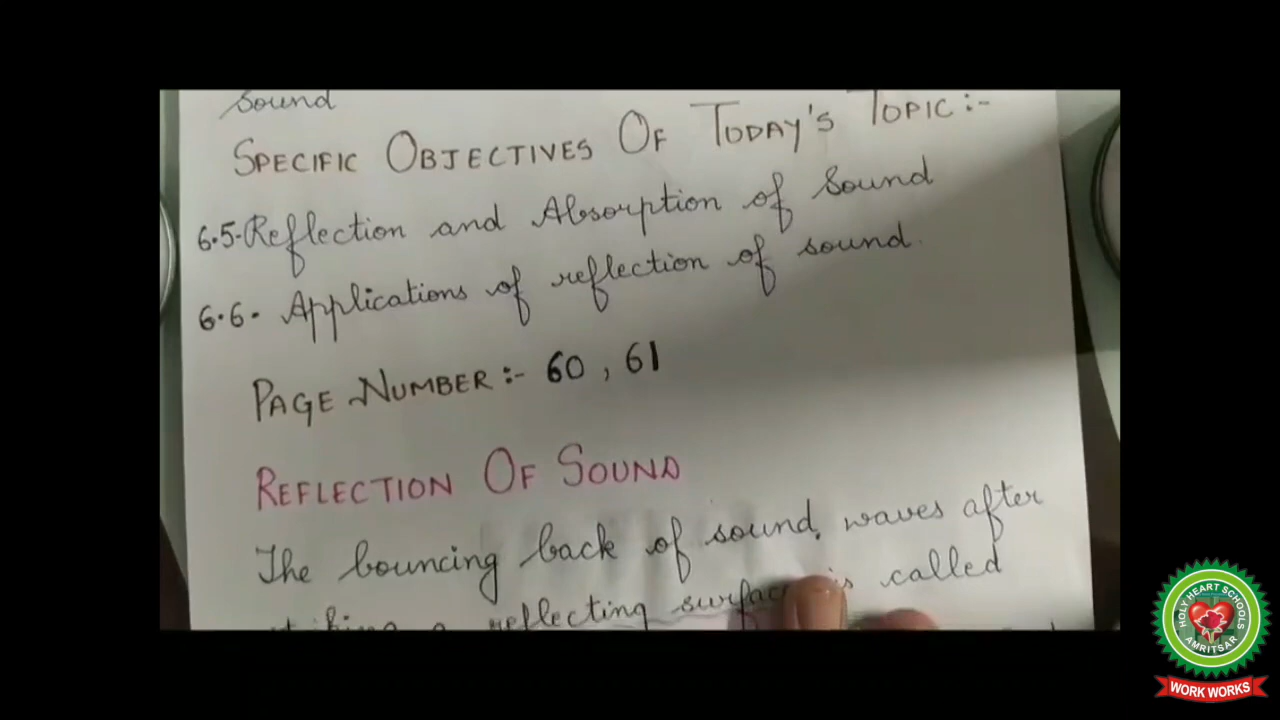 sound
SPECIFIC OBJECTIVES OF TODAY'S TOPIC:-
6.5. Reflection and Absorption of Sound
6.6. Applications of reflection of sound.
PAGE NUMBER:- 60, 61
REFLECTION OF SOUND
The bouncing back of sound waves after
a reflecting surface is called
HOLY HEART SCHOOLS
AMRITSAR
WORK WORKS